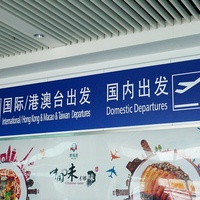 国际/港澳台出发
International/ Hong Kong & Macao & Taiwan Departures
国内出发
Domestic Departures